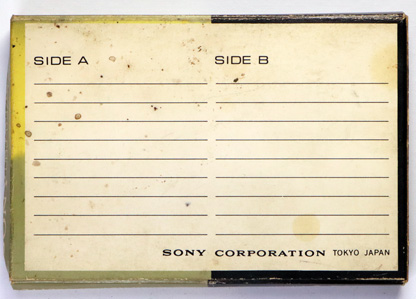 SIDE A SIDE B
SONY CORPORATION TOKYO JAPAN